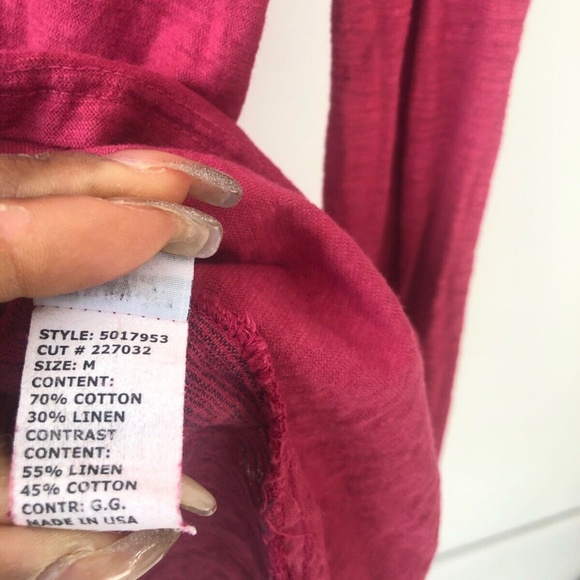 STYLE: 5017953
CUT # 227032
SIZE: M
CONTENT:
70% COTTON
30% LINEN
CONTRAST
CONTENT:
55% LINEN
45% COTTON
CONTR: G.G.
MADE IN USA